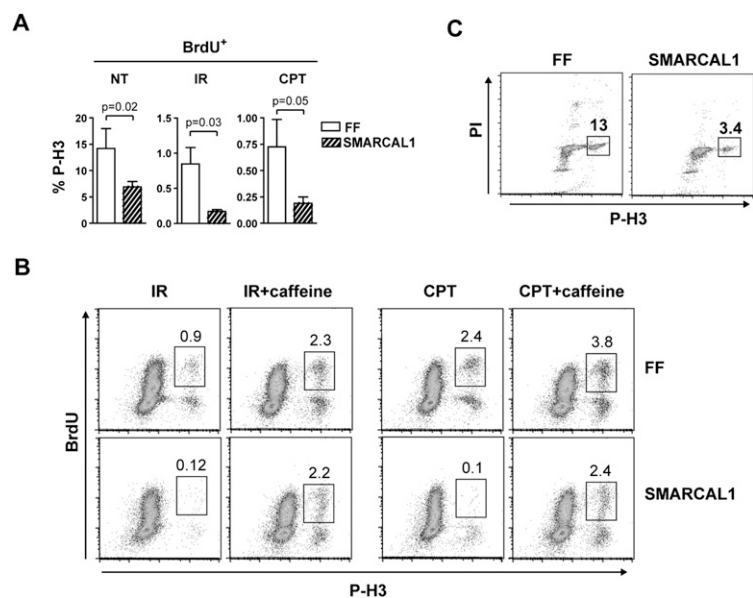 A
BrdU+
NT IR CPT
p=0.02 p=0.03 p=0.05
% P-H3
20
15
10
5
0
1.5
1.0
0.5
0.0
1.00
0.75
0.50
0.25
0.00
FF
SMARCAL1
C
FF SMARCAL1
PI
13 3.4
P-H3
B
IR IR+caffeine CPT CPT+caffeine
BrdU
0.9 2.3 2.4 3.8
FF
0.12 2.2 0.1 2.4
SMARCAL1
P-H3